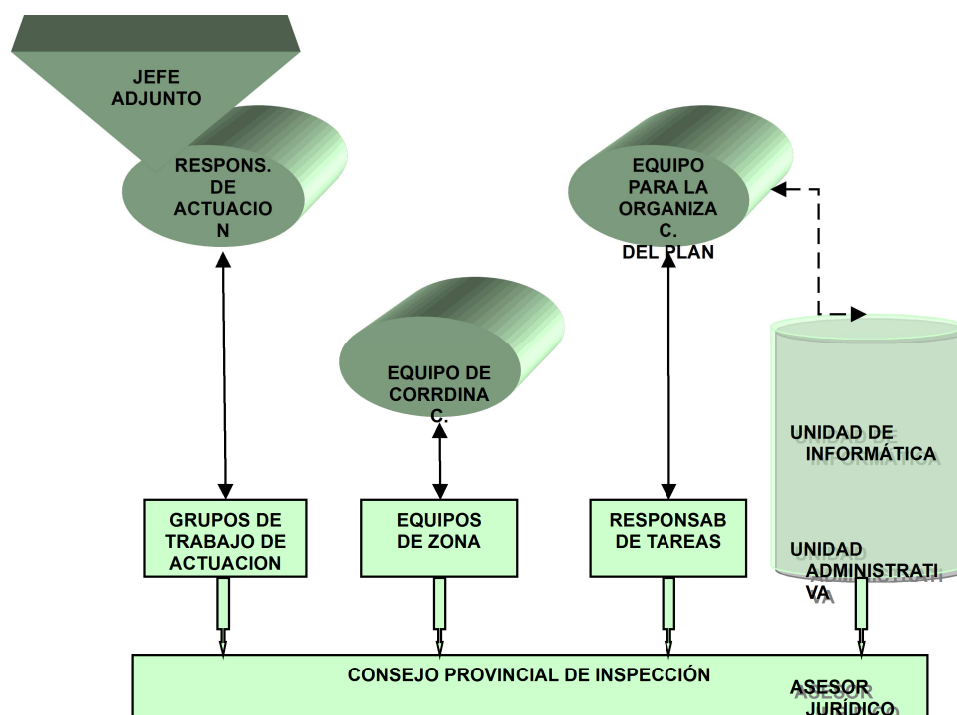 JEFE
ADJUNTO
RESPONS.
DE
ACTUACIO
N
EQUIPO
PARA LA
ORGANIZA
C.
DEL PLAN
EQUIPO DE
CORRDINA
C.
UNIDAD DE
INFORMÁTICA
GRUPOS DE
TRABAJO DE
ACTUACION
EQUIPOS
DE ZONA
RESPONSAB
DE TAREAS
UNIDAD
ADMINISTRATI
VA
CONSEJO PROVINCIAL DE INSPECCIÓN
ASESOR
JURÍDICO